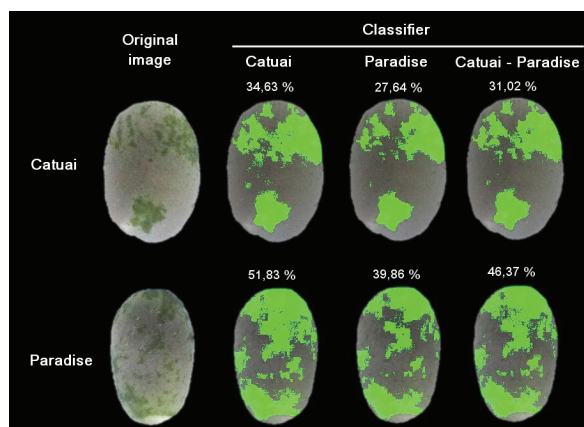 Original
image
Classifier
Catuai
Paradise
Catuai - Paradise
34,63 %
27,64 %
31,02 %
Catuai
51,83 %
39,86 %
46,37 %
Paradise